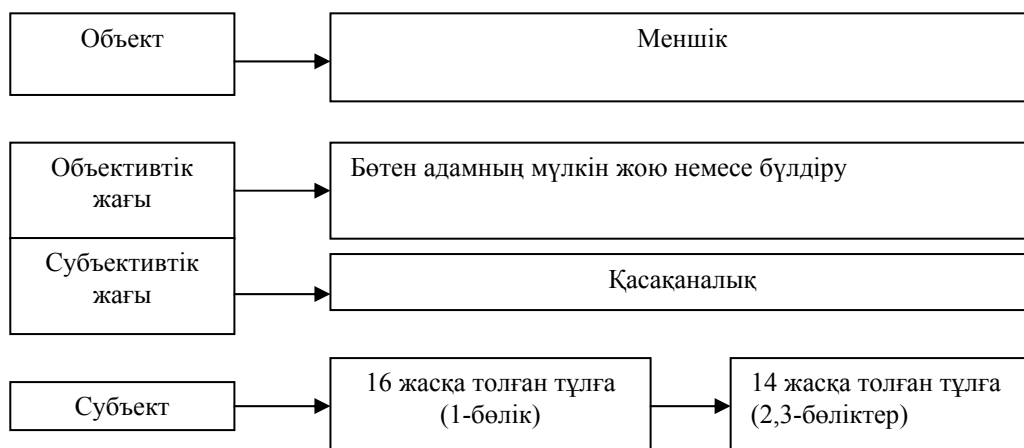 Объект
Меншік
Объективтік
жағы
Бөтен адамның мүлкін жою немесе бүлдіру
Субъективтік
жағы
Қасақаналық
Субъект
16 жасқа толған тұлға
(1-бөлік)
14 жасқа толған тұлға
(2,3-бөліктер)